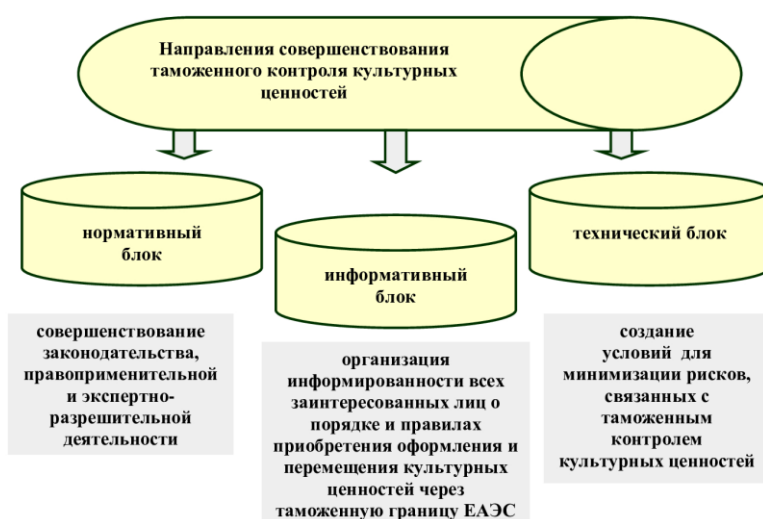 Направления совершенствования
таможенного контроля культурных
ценностей
нормативный
блок
информативный
блок
технический блок
совершенствование
законодательства,
правоприменительной
и экспертно-
разрешительной
деятельности
организация
информированности всех
заинтересованных лиц о
порядке и правилах
приобретения оформления и
перемещения культурных
ценностей через
таможенную границу ЕАЭС
создание
условий для
минимизации рисков,
связанных с
таможенным
контролем
культурных ценностей